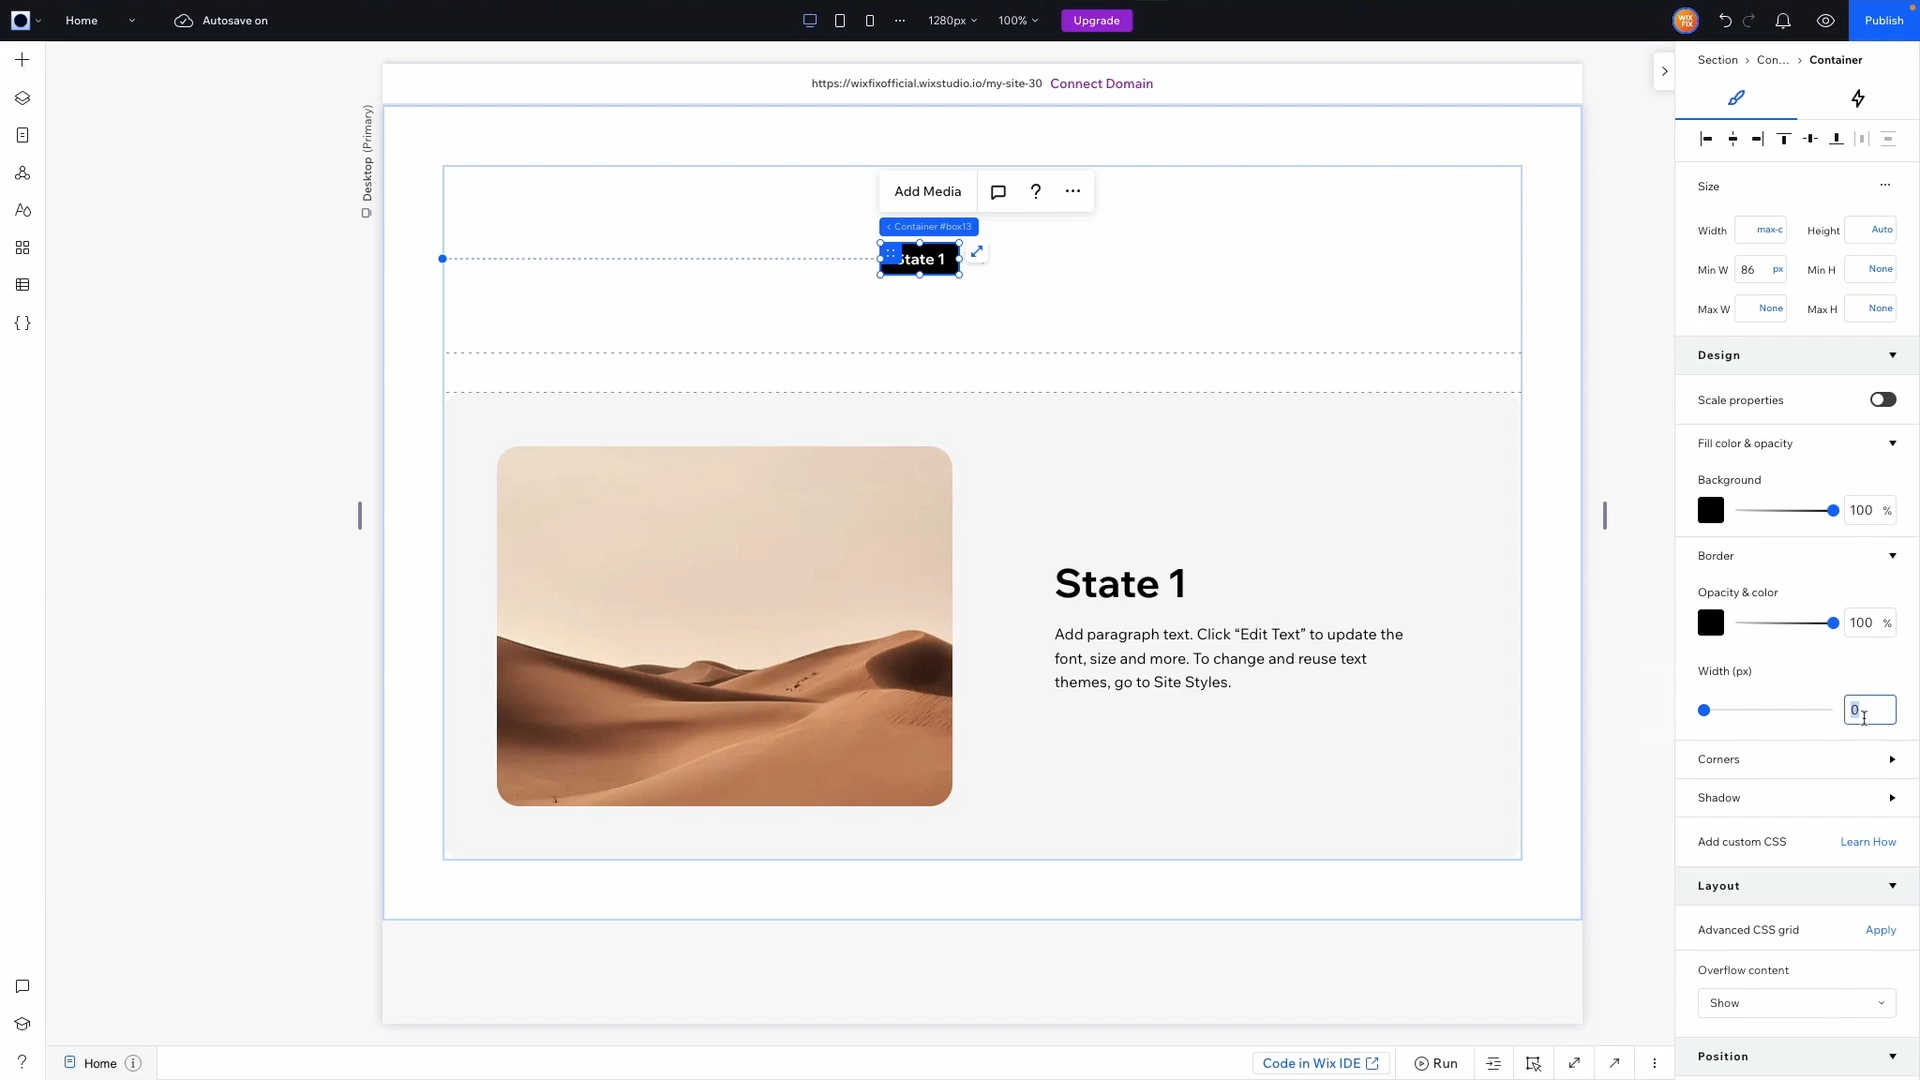 Home
Autosave on
1280px
100%
Upgrade
WIX
FIX
Publish
https://wixfixofficial.wixstudio.io/my-site-30 Connect Domain
Desktop (Primary)
Section > Con... > Container
Add Media
?
Container #box13
State 1
Size
Width max-c Height Auto
Min W 86 px Min H None
Max W None Max H None
Design
Scale properties
Fill color & opacity
Background
100 %
Border
Opacity & color
100 %
Width (px)
0
Corners
Shadow
Add custom CSS Learn How
Layout
Advanced CSS grid Apply
Overflow content
Show
Position
State 1
Add paragraph text. Click “Edit Text” to update the
font, size and more. To change and reuse text
themes, go to Site Styles.
Home
Code in Wix IDE
Run